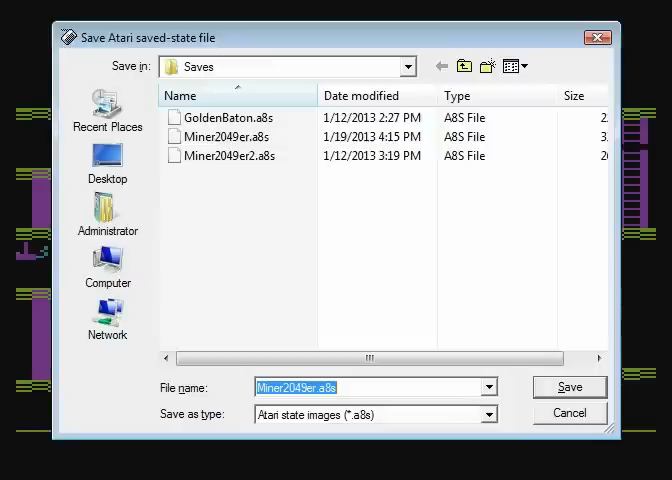 Save Atari saved-state file
Save in: Saves
Name Date modified Type Size
GoldenBaton.a8s 1/12/2013 2:27 PM A8S File
Miner2049er.a8s 1/19/2013 4:15 PM A8S File
Miner2049er2.a8s 1/12/2013 3:19 PM A8S File
Recent Places
Desktop
Administrator
Computer
Network
File name: Miner2049er.a8s Save
Save as type: Atari state images (*.a8s) Cancel